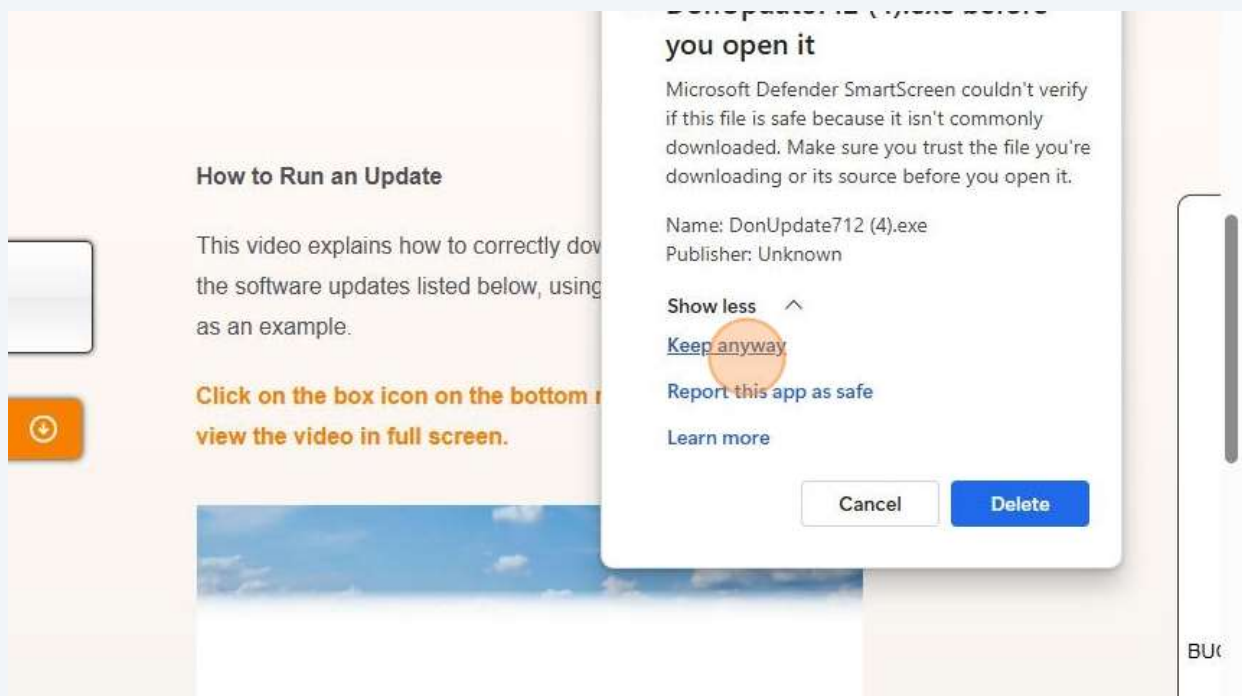 you open it
Microsoft Defender SmartScreen couldn't verify
if this file is safe because it isn't commonly
downloaded. Make sure you trust the file you're
downloading or its source before you open it.
Name: DonUpdate712 (4).exe
Publisher: Unknown
Show less
Keep anyway
Report this app as safe
Learn more
Cancel
Delete
How to Run an Update
This video explains how to correctly
the software updates listed below, using
as an example.
Click on the box icon on the bottom
view the video in full screen.